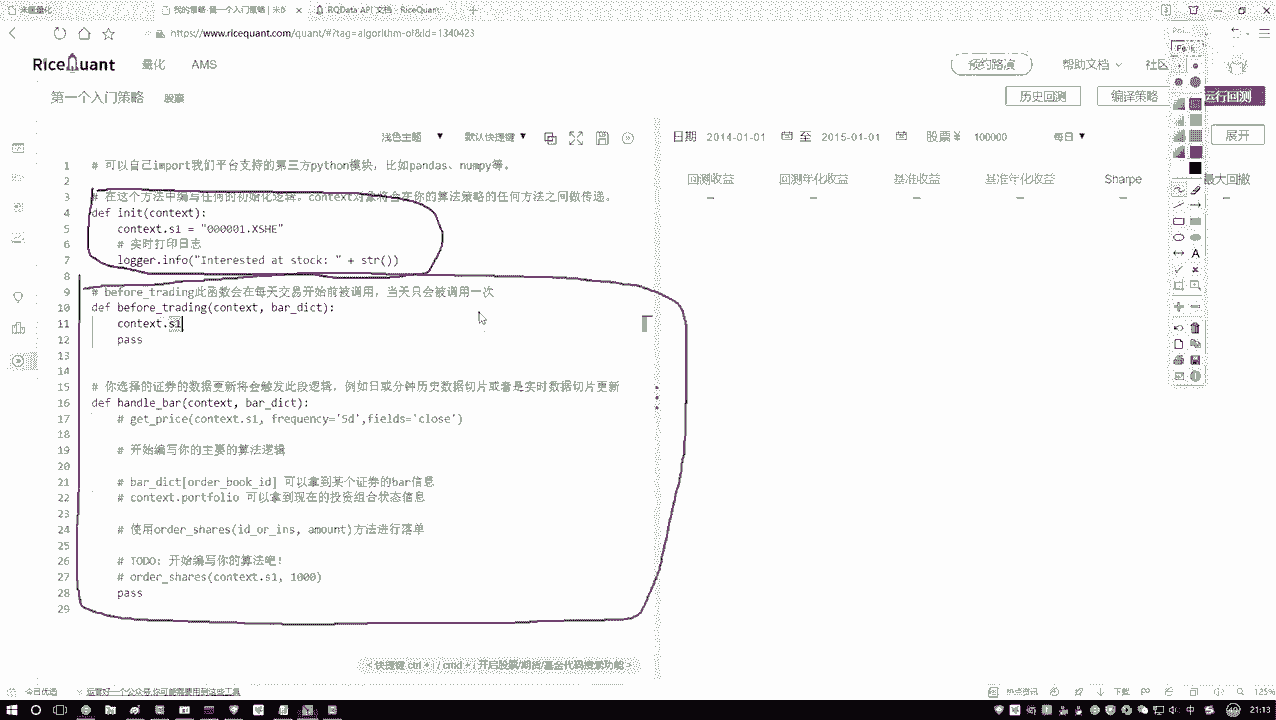 米筐量化
我的策略-第一个入门策略 | 米
RQData API 文档 - RiceQuant
https://www.ricequant.com/quant/#?tag=algorithm-of&id=1340423
RiceQuant 量化 AMS 预约路演 帮助文档 社区
第一个入门策略 股票 历史回测 编译策略 运行回测
浅色主题 默认快捷键 日期 2014-01-01 至 2015-01-01 股票 ¥ 100000 每日 展开
回测收益 回测年化收益 基准收益 基准年化收益 Sharpe 最大回撤
1 # 可以自己import我们平台支持的第三方python模块，比如pandas、numpy等。
2
3 # 在这个方法中编写任何的初始化逻辑。context对象将会在你的算法策略的任何方法之间做传递。
4 def init(context):
5 context.s1 = "000001.XSHE"
6 # 实时打印日志
7 logger.info("Interested at stock: " + str())
8
9 # before_trading此函数会在每天交易开始前被调用，当天只会被调用一次
10 def before_trading(context, bar_dict):
11 context.s1
12 pass
13
14
15 # 你选择的证券的数据更新将会触发此段逻辑，例如日或分钟历史数据切片或者是实时数据切片更新
16 def handle_bar(context, bar_dict):
17 # get_price(context.s1, frequency='5d',fields='close')
18
19 # 开始编写你的主要的算法逻辑
20
21 # bar_dict[order_book_id] 可以拿到某个证券的bar信息
22 # context.portfolio 可以拿到现在的投资组合状态信息
23
24 # 使用order_shares(id_or_ins, amount)方法进行落单
25
26 # TODO: 开始编写你的算法吧！
27 # order_shares(context.s1, 1000)
28 pass
29
今日优选 运营好一个公众号,你可能需要用到这些工具 热点资讯 下载 125%
中 21:13